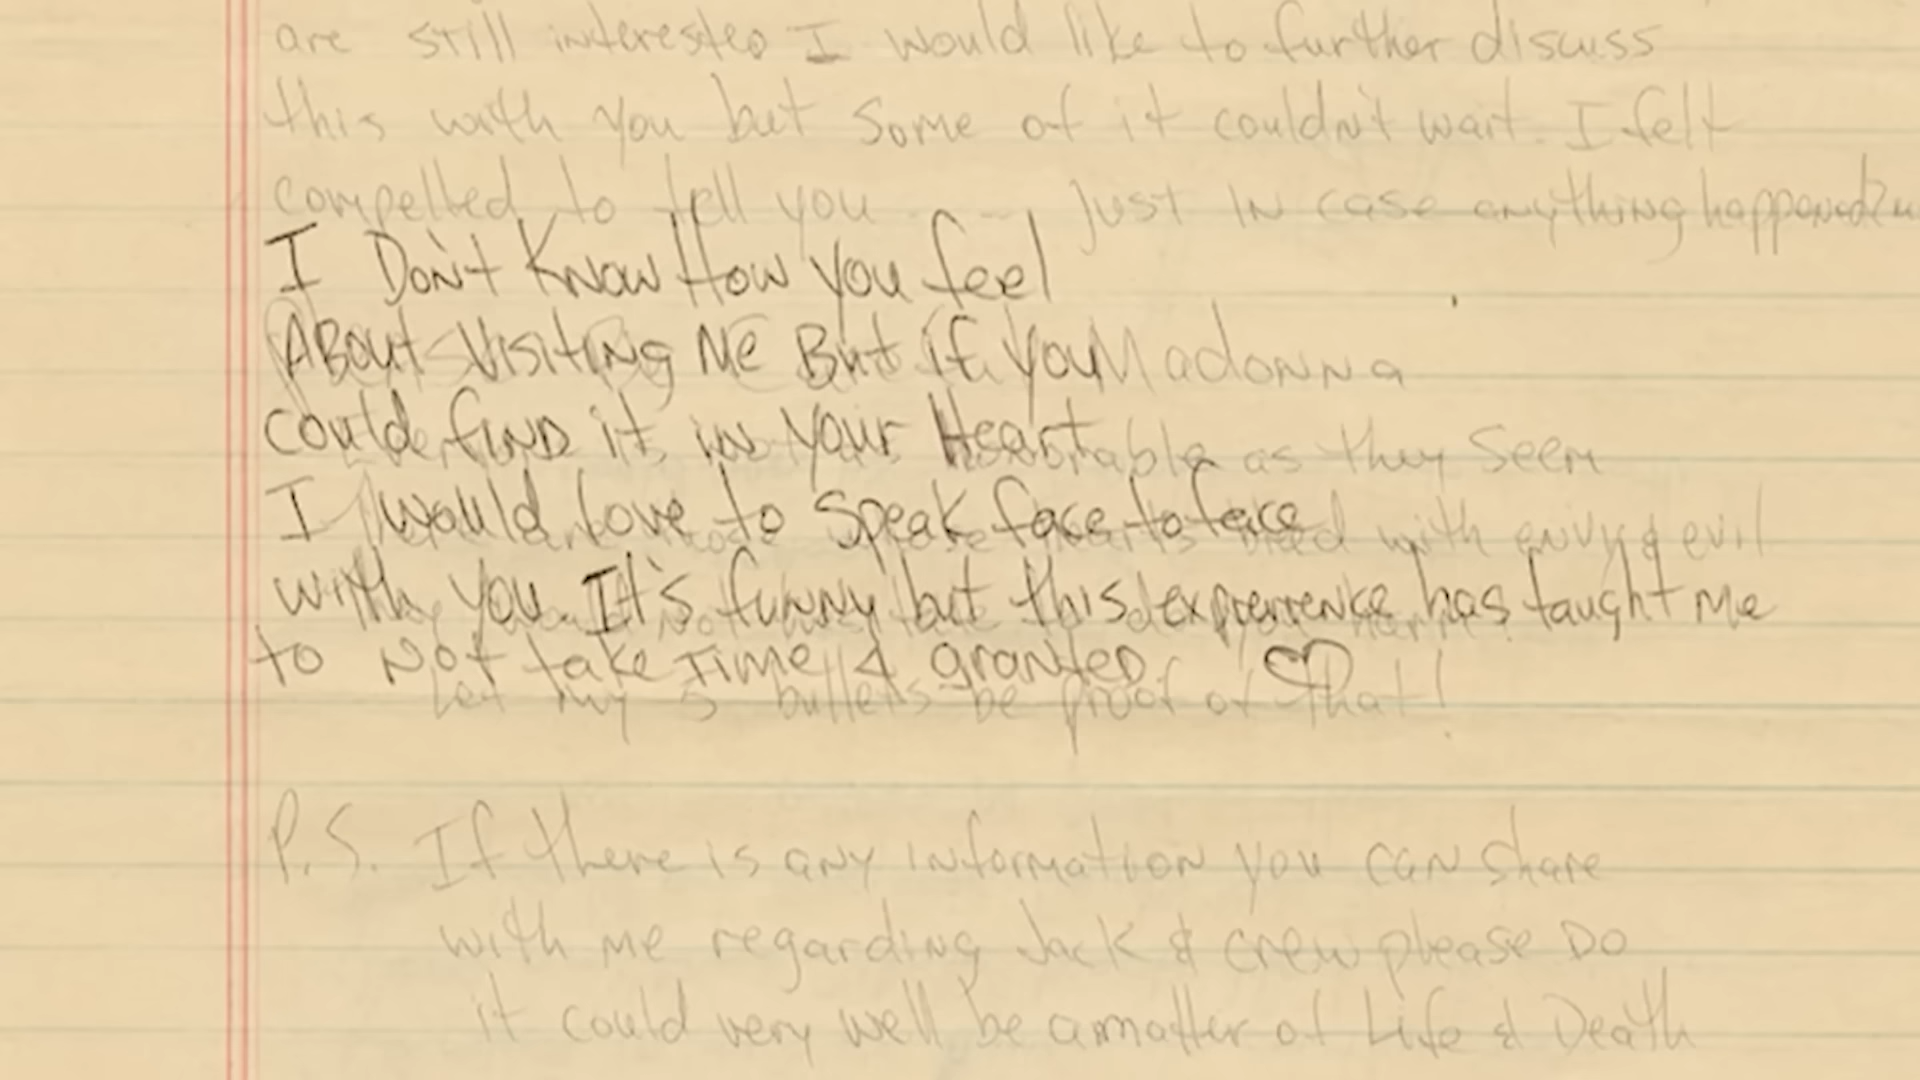 are still interested I would like to further discuss
this with you but some of it couldn't wait. I felt
compelled to tell you just in case anything happened 2 u
I Don't Know How you feel
ABout Visiting Me But if you
Madonna
could find it in your Heart
as they seem
I would love to speak face to face
with envy & evil
with you It's funny but this experrence has taught me
to Not take Time 4 granted
Let my 5 bullets be proof of that!
P.S. If there is any information you can share
with me regarding Jack & crew please Do
it could very well be a matter of Life & Death